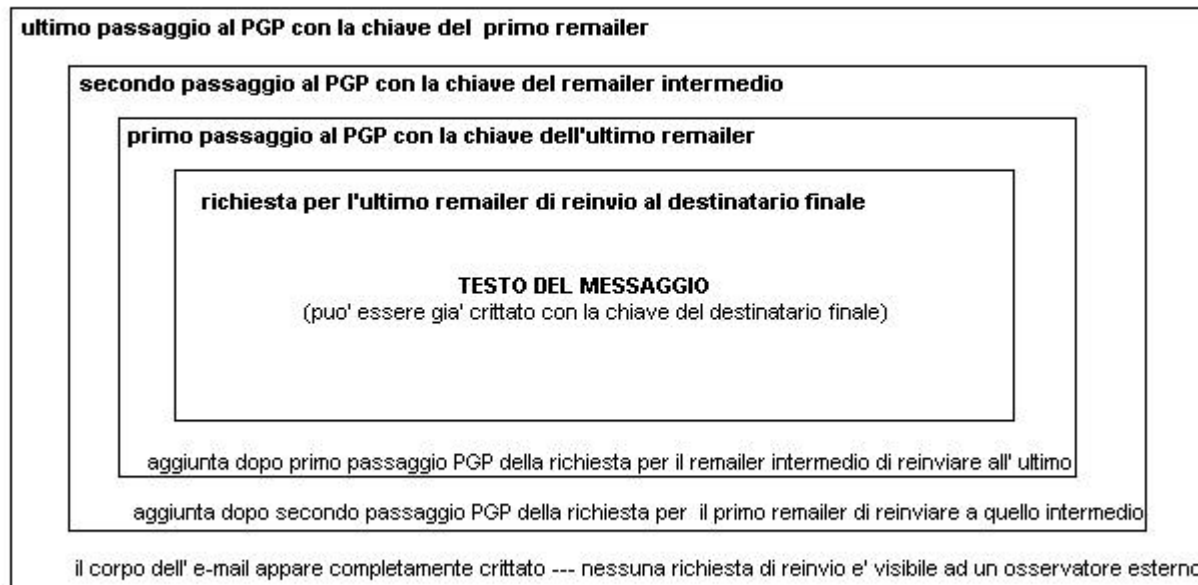 ultimo passaggio al PGP con la chiave del primo remailer
secondo passaggio al PGP con la chiave del remailer intermedio
primo passaggio al PGP con la chiave dell'ultimo remailer
richiesta per l'ultimo remailer di reinvio al destinatario finale
TESTO DEL MESSAGGIO
(puo' essere gia' crittato con la chiave del destinatario finale)
aggiunta dopo primo passaggio PGP della richiesta per il remailer intermedio di reinviare all' ultimo
aggiunta dopo secondo passaggio PGP della richiesta per il primo remailer di reinviare a quello intermedio
il corpo dell' e-mail appare completamente crittato --- nessuna richiesta di reinvio e' visibile ad un osservatore esterno